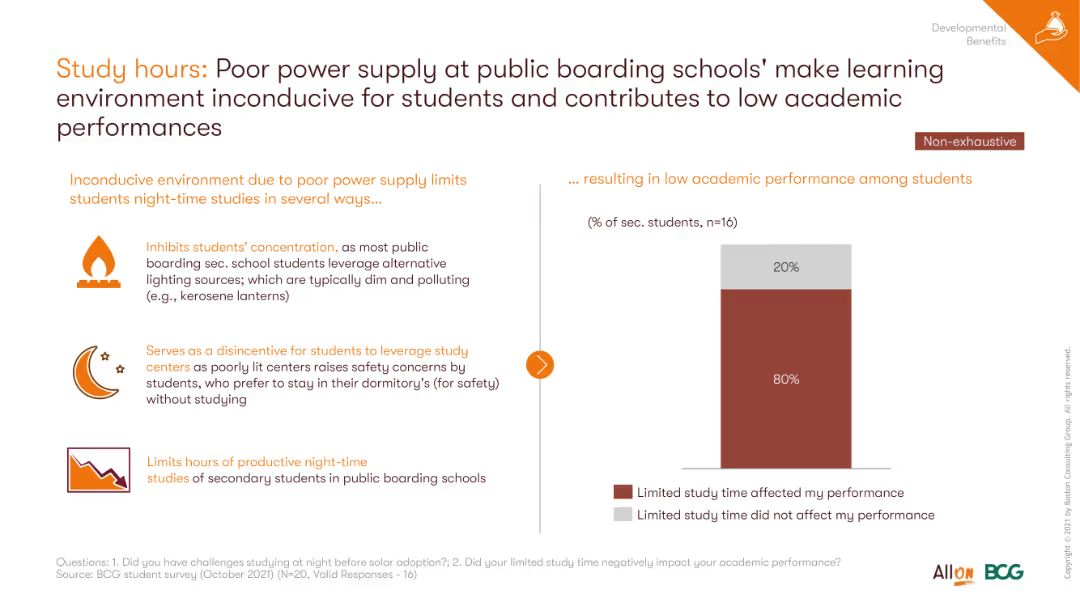 Developmental
Benefits
Study hours: Poor power supply at public boarding schools' make learning
environment inconducive for students and contributes to low academic
performances
Non-exhaustive
Inconducive environment due to poor power supply limits
students night-time studies in several ways...
Inhibits students' concentration, as most public
boarding sec. school students leverage alternative
lighting sources; which are typically dim and polluting
(e.g., kerosene lanterns)
Serves as a disincentive for students to leverage study
centers as poorly lit centers raises safety concerns by
students, who prefer to stay in their dormitory's (for safety)
without studying
Limits hours of productive night-time
studies of secondary students in public boarding schools
... resulting in low academic performance among students
(% of sec. students, n=16)
20%
80%
Limited study time affected my performance
Limited study time did not affect my performance
Questions: 1. Did you have challenges studying at night before solar adoption?; 2. Did your limited study time negatively impact your academic performance?
Source: BCG student survey (October 2021) (N=20, Valid Responses - 16)
All On
BCG
Copyright © 2021 by Boston Consulting Group. All rights reserved.